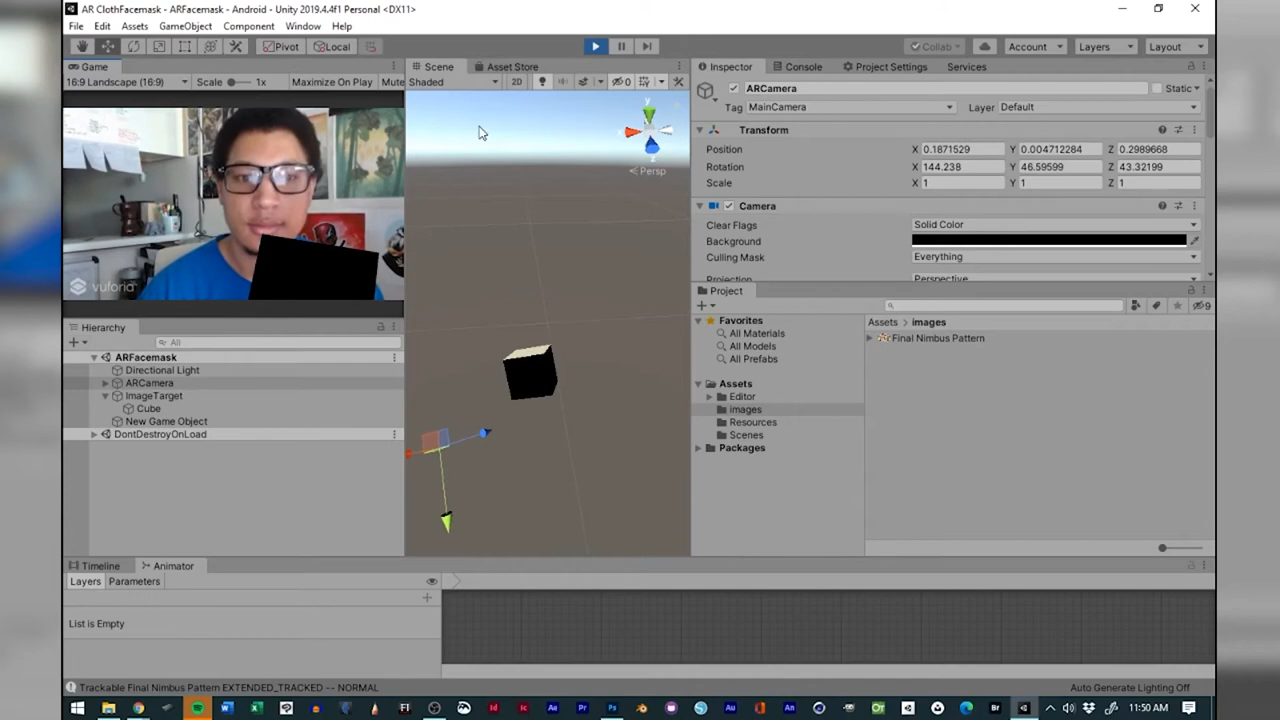 AR ClothFacemask - ARFacemask - Android - Unity 2019.4.4f1 Personal <DX11>
File Edit Assets GameObject Component Window Help
Pivot Local Collab Account Layers Layout
Game Scene Asset Store Inspector Console Project Settings Services
16:9 Landscape (16:9) Scale 1x Maximize On Play Mute Shaded 2D 0
ARCamera Static
Tag MainCamera Layer Default
Transform
Position X 0.1871529 Y 0.004712284 Z 0.2989668
Rotation X 144.238 Y 46.59599 Z 43.32199
Scale X 1 Y 1 Z 1
y
z
Persp
Camera
Clear Flags Solid Color
Background
Culling Mask Everything
Projection Perspective
vuforia
Project
9
Hierarchy
All
ARFacemask
Directional Light
ARCamera
ImageTarget
Cube
New Game Object
DontDestroyOnLoad
Favorites
All Materials
All Models
All Prefabs
Assets
Editor
images
Resources
Scenes
Packages
Assets images
Final Nimbus Pattern
Timeline Animator
Layers Parameters
List is Empty
Trackable Final Nimbus Pattern EXTENDED_TRACKED -- NORMAL
Auto Generate Lighting Off
11:50 AM